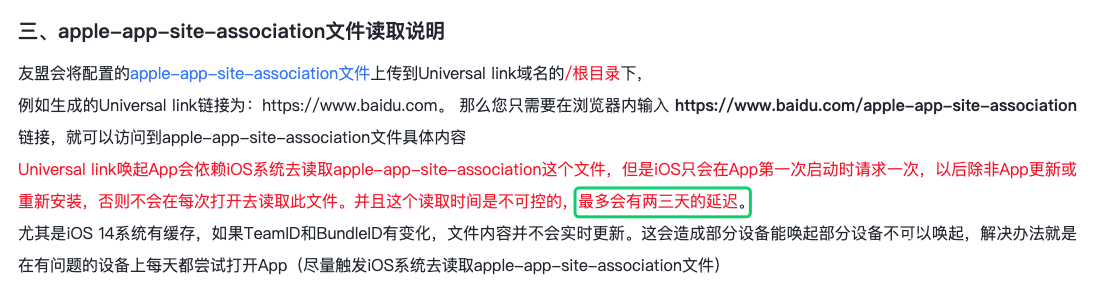 三、apple-app-site-association文件读取说明
友盟会将配置的apple-app-site-association文件上传到Universal link域名的/根目录下，
例如生成的Universal link链接为：https://www.baidu.com。 那么您只需要在浏览器内输入 https://www.baidu.com/apple-app-site-association
链接，就可以访问到apple-app-site-association文件具体内容
Universal link唤起App会依赖iOS系统去读取apple-app-site-association这个文件，但是iOS只会在App第一次启动时请求一次，以后除非App更新或
重新安装，否则不会在每次打开去读取此文件。并且这个读取时间是不可控的，最多会有两三天的延迟。
尤其是iOS 14系统有缓存，如果TeamID和BundleID有变化，文件内容并不会实时更新。这会造成部分设备能唤起部分设备不可以唤起，解决办法就是
在有问题的设备上每天都尝试打开App（尽量触发iOS系统去读取apple-app-site-association文件）